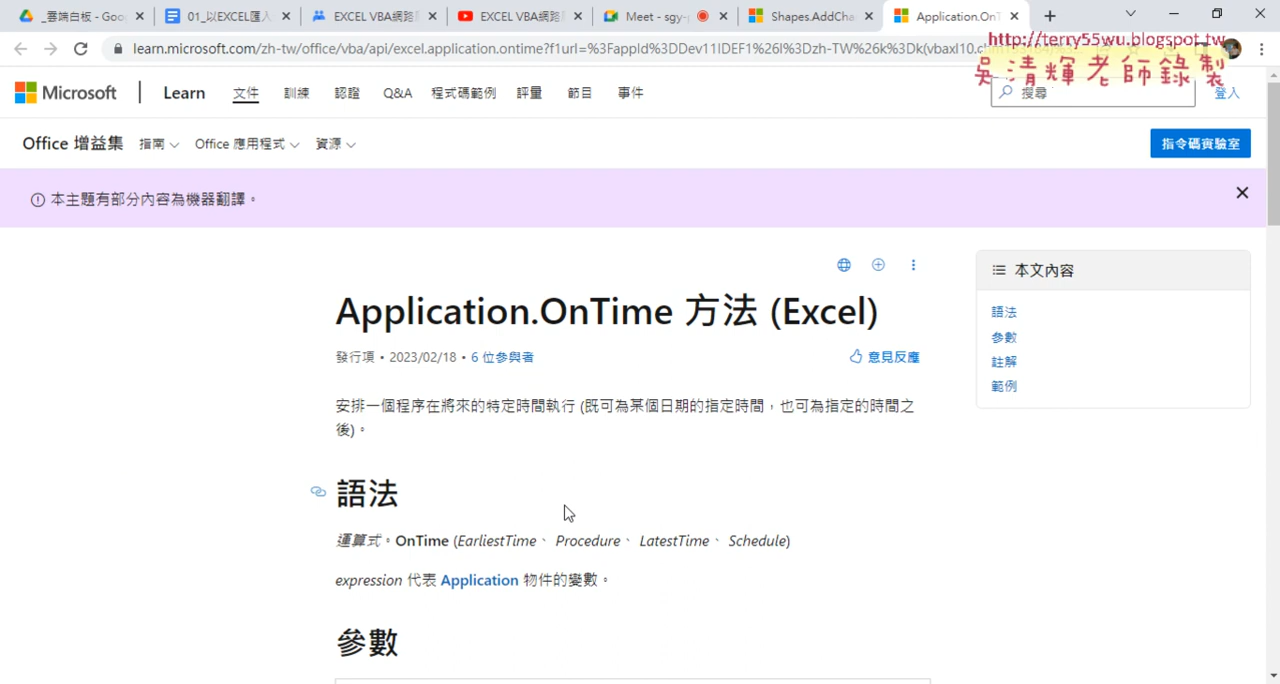 _雲端白板 - Goo
01_以EXCEL匯入
EXCEL VBA網路
EXCEL VBA網路
Meet - sgy-
Shapes.AddCha
Application.OnT
learn.microsoft.com/zh-tw/office/vba/api/excel.application.ontime?f1url=%3FappId%3DDev11IDEF1%26l%3Dzh-TW%26k%3Dk(vbaxl10.c
http://terry55wu.blogspot.tw
吳清輝老師錄製
Microsoft
Learn 文件 訓練 認證 Q&A 程式碼範例 評量 節目 事件
搜尋
登入
Office 增益集 指南 Office 應用程式 資源
指令碼實驗室
本主題有部分內容為機器翻譯。
本文內容
語法
參數
註解
範例
Application.OnTime 方法 (Excel)
發行項 • 2023/02/18 • 6 位參與者
意見反應
安排一個程序在將來的特定時間執行 (既可為某個日期的指定時間，也可為指定的時間之
後)。
語法
運算式。OnTime (EarliestTime、 Procedure、 LatestTime、 Schedule)
expression 代表 Application 物件的變數。
參數